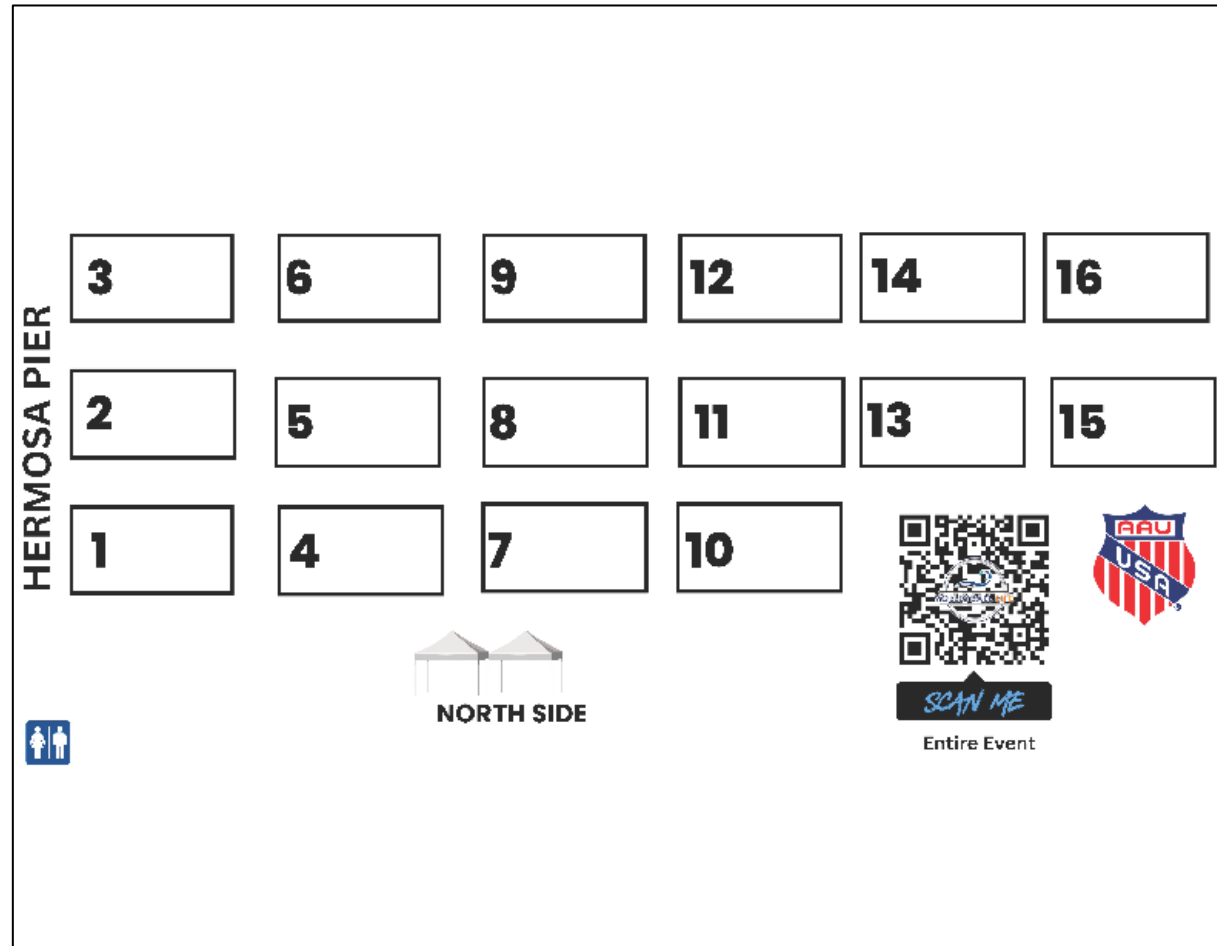 HERMOSA PIER
3 6 9 12 14 16
2 5 8 11 13 15
1 4 7 10
AAU
USA
NORTH SIDE
SCAN ME
Entire Event